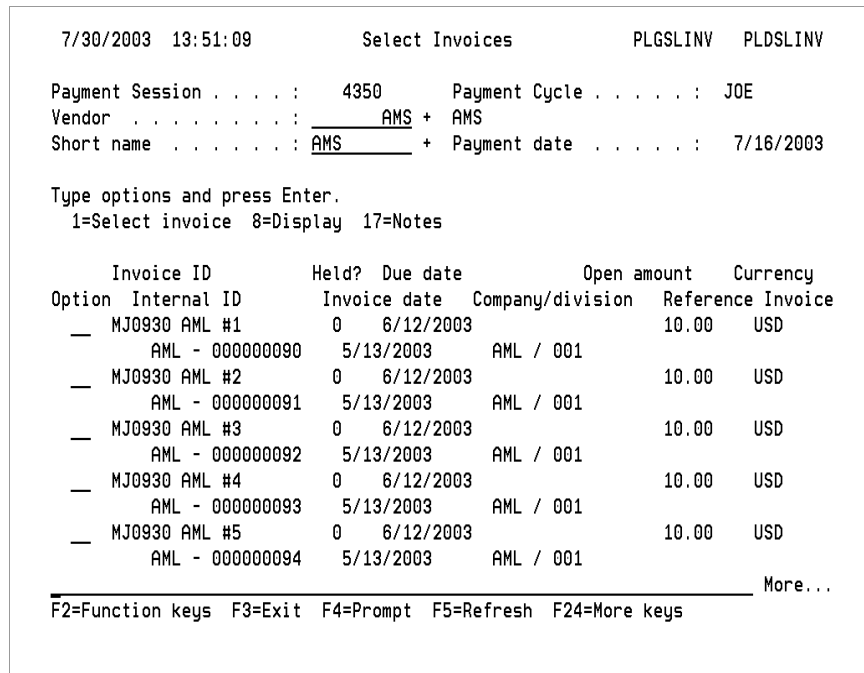 7/30/2003  13:51:09          Select Invoices          PLGSLINV  PLDSLINV
Payment Session . . . . :    4350    Payment Cycle . . . . . :  JOE
Vendor  . . . . . . . . :    AMS +  AMS
Short name  . . . . . . : AMS    +  Payment date  . . . . . :  7/16/2003
Type options and press Enter.
1=Select invoice  8=Display  17=Notes
Invoice ID    Held?  Due date    Open amount    Currency
Option  Internal ID    Invoice date    Company/division    Reference Invoice
__  MJ0930 AML #1    0    6/12/2003    10.00    USD
AML - 000000090    5/13/2003    AML / 001
__  MJ0930 AML #2    0    6/12/2003    10.00    USD
AML - 000000091    5/13/2003    AML / 001
__  MJ0930 AML #3    0    6/12/2003    10.00    USD
AML - 000000092    5/13/2003    AML / 001
__  MJ0930 AML #4    0    6/12/2003    10.00    USD
AML - 000000093    5/13/2003    AML / 001
__  MJ0930 AML #5    0    6/12/2003    10.00    USD
AML - 000000094    5/13/2003    AML / 001
More...
F2=Function keys  F3=Exit  F4=Prompt  F5=Refresh  F24=More keys